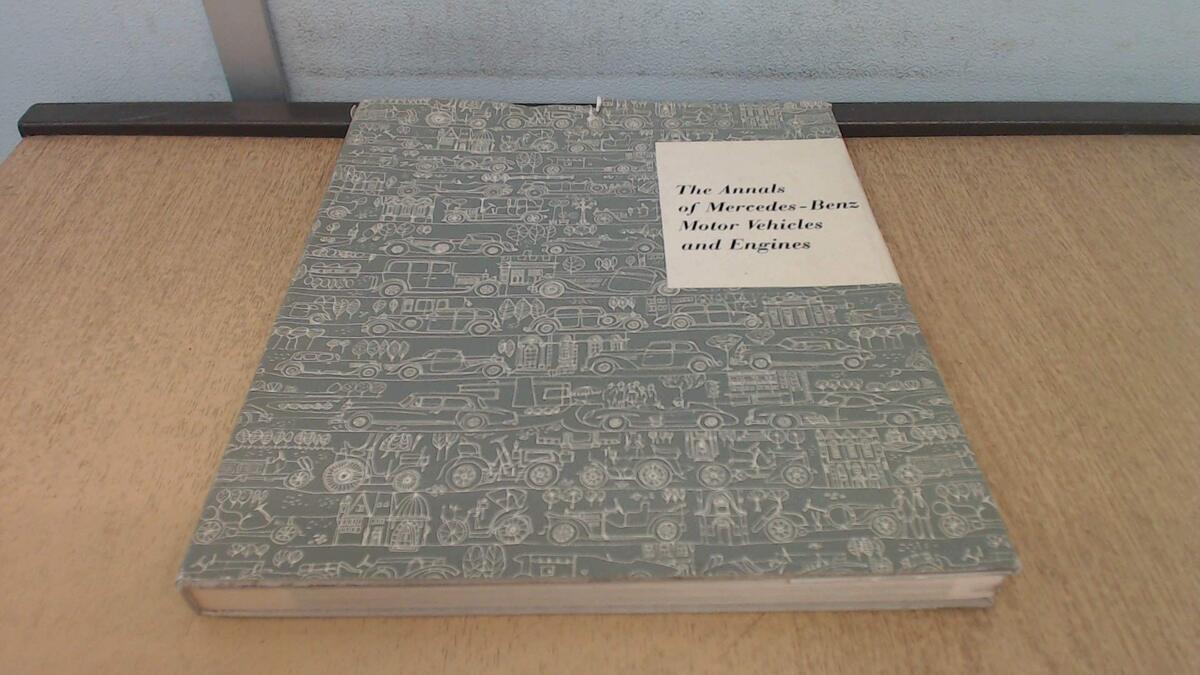 The Annals
of Mercedes-Benz
Motor Vehicles
and Engines